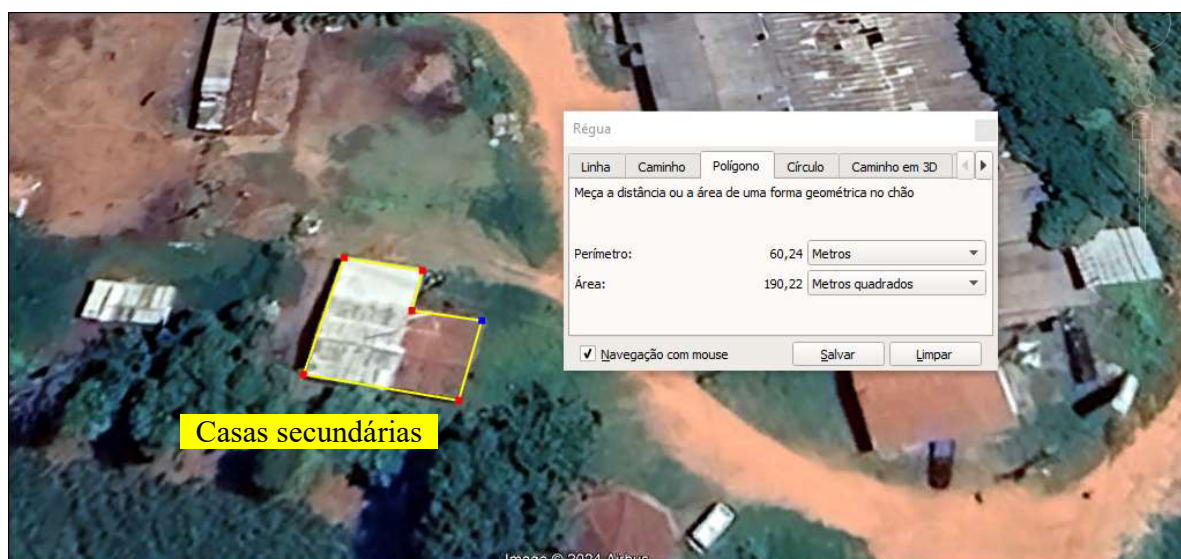 Régua
Linha Caminho Polígono Círculo Caminho em 3D
Meça a distância ou a área de uma forma geométrica no chão
Perímetro: 60,24 Metros
Área: 190,22 Metros quadrados
Navegação com mouse Salvar Limpar
Casas secundárias
Image © 2024 Airbus